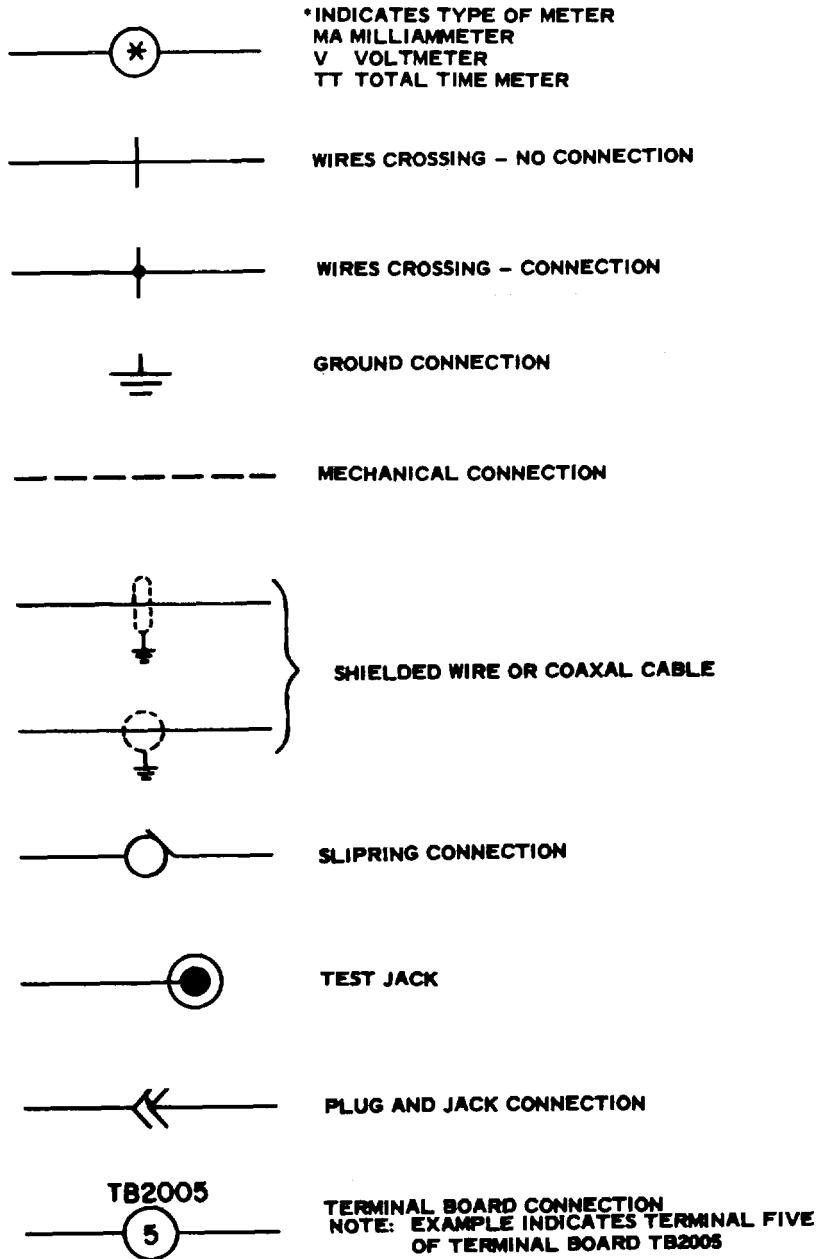 *INDICATES TYPE OF METER
MA MILLIAMMETER
*
V VOLTMETER
TT TOTAL TIME METER
WIRES CROSSING – NO CONNECTION
WIRES CROSSING – CONNECTION
GROUND CONNECTION
MECHANICAL CONNECTION
SHIELDED WIRE OR COAXAL CABLE
SLIPRING CONNECTION
TEST JACK
PLUG AND JACK CONNECTION
TB2005
5
TERMINAL BOARD CONNECTION
NOTE: EXAMPLE INDICATES TERMINAL FIVE
OF TERMINAL BOARD TB2005